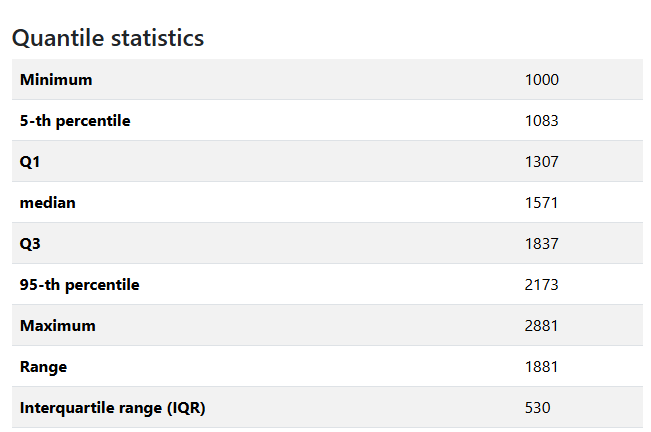 Quantile statistics
Minimum 1000
5-th percentile 1083
Q1 1307
median 1571
Q3 1837
95-th percentile 2173
Maximum 2881
Range 1881
Interquartile range (IQR) 530